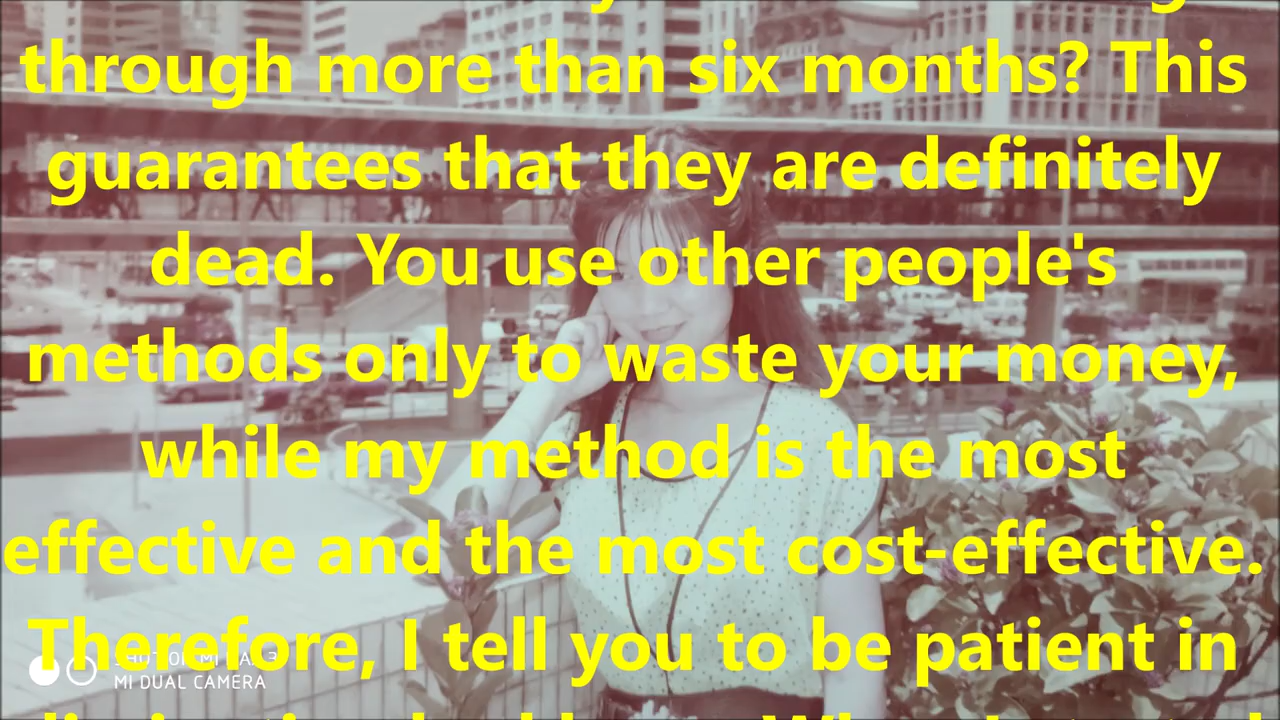 through more than six months? This
guarantees that they are definitely
dead. You use other people's
methods only to waste your money,
while my method is the most
effective and the most cost-effective.
Therefore, I tell you to be patient in
MI DUAL CAMERA